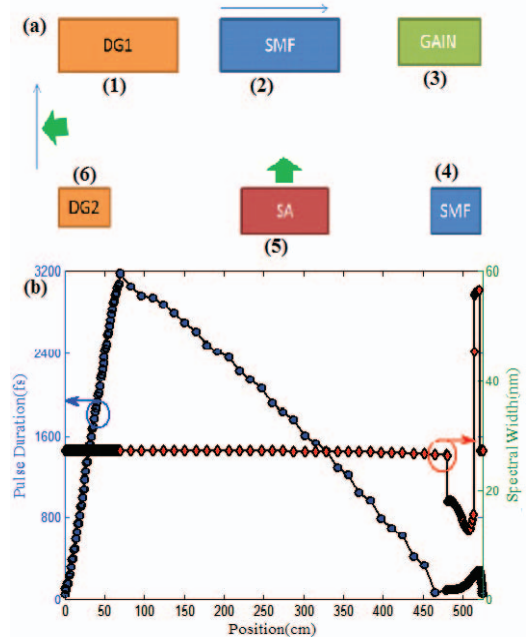 (a)
DG1
SMF
GAIN
(1)
(2)
(3)
(6)
(4)
DG2
SA
SMF
(5)
(b)
3200
2400
1600
800
0
Pulse Duration(fs)
60
40
20
0
Spectral Width(nm)
0 50 100 150 200 250 300 350 400 450 500
Position(cm)